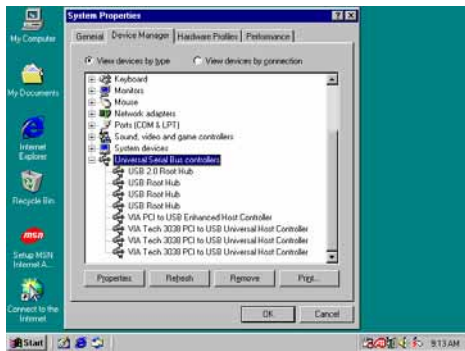 System Properties
General
Device Manager
Hardware Profiles
Performance
View devices by type
View devices by connection
Keyboard
Monitors
Mouse
Network adapters
Ports (COM & LPT)
Sound, video and game controllers
System devices
Universal Serial Bus controllers
USB 2.0 Root Hub
USB Root Hub
USB Root Hub
USB Root Hub
VIA PCI to USB Enhanced Host Controller
VIA Tech 3038 PCI to USB Universal Host Controller
VIA Tech 3038 PCI to USB Universal Host Controller
VIA Tech 3038 PCI to USB Universal Host Controller
Properties
Refresh
Remove
Print...
OK
Cancel
My Computer
My Documents
Internet
Explorer
Recycle Bin
msn
Setup MSN
Internet A...
Connect to the
Internet
Start
9:13 AM